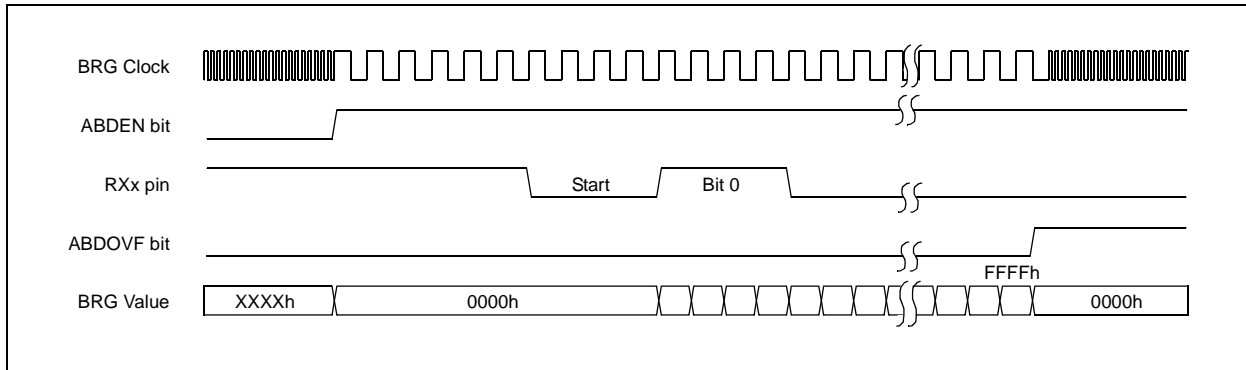 BRG Clock
ABDEN bit
RXx pin
Start
Bit 0
ABDOVF bit
FFFFh
BRG Value
XXXXh
0000h
0000h